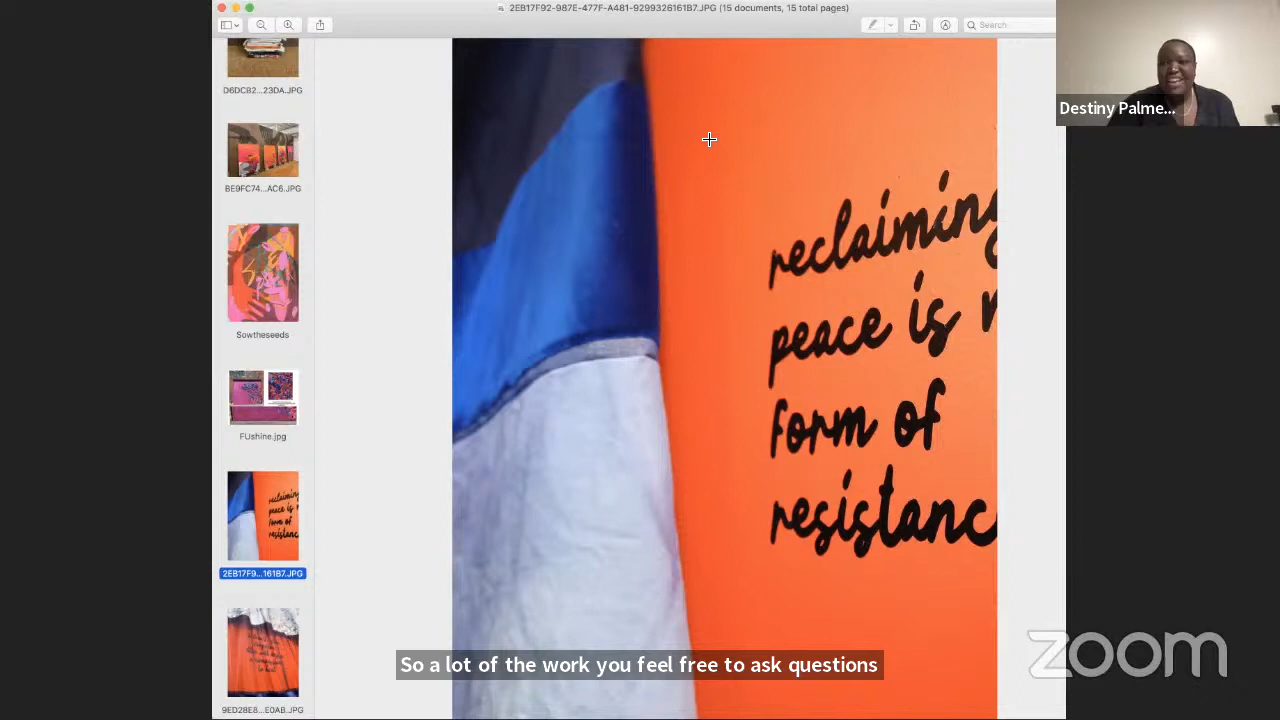 2EB17F92-987E-477F-A481-9299326161B7.JPG (15 documents, 15 total pages)
Search
Destiny Palme...
D6DCB2...23DA.JPG
BE9FC74...AC6.JPG
Sowtheseeds
FUshine.jpg
2EB17F9...161B7.JPG
9ED28E8...E0AB.JPG
reclaiming
peace is
form of
resistanc
So a lot of the work you feel free to ask questions
zoom